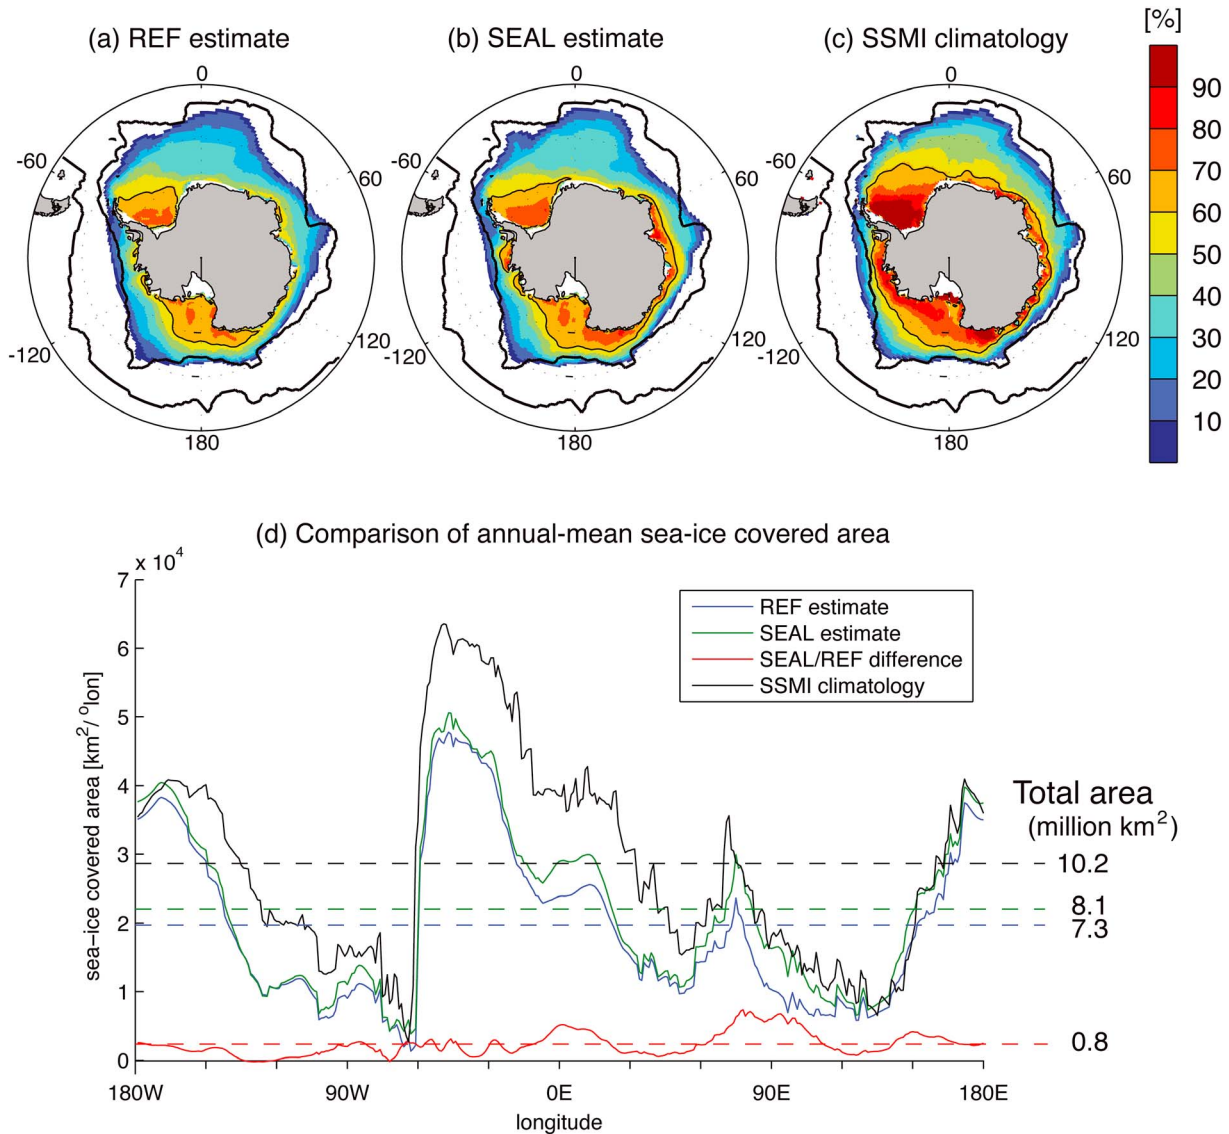 [%]
(a) REF estimate
(b) SEAL estimate
(c) SSMI climatology
0
0
0
-60
60
-60
60
-60
60
-120
120
-120
120
-120
120
180
180
180
90
80
70
60
50
40
30
20
10
(d) Comparison of annual-mean sea-ice covered area
x 10^4
7
6
5
4
3
2
1
0
sea-ice covered area [km²/ °lon]
REF estimate
SEAL estimate
SEAL/REF difference
SSMI climatology
Total area
(million km²)
10.2
8.1
7.3
0.8
180W
90W
0E
90E
180E
longitude